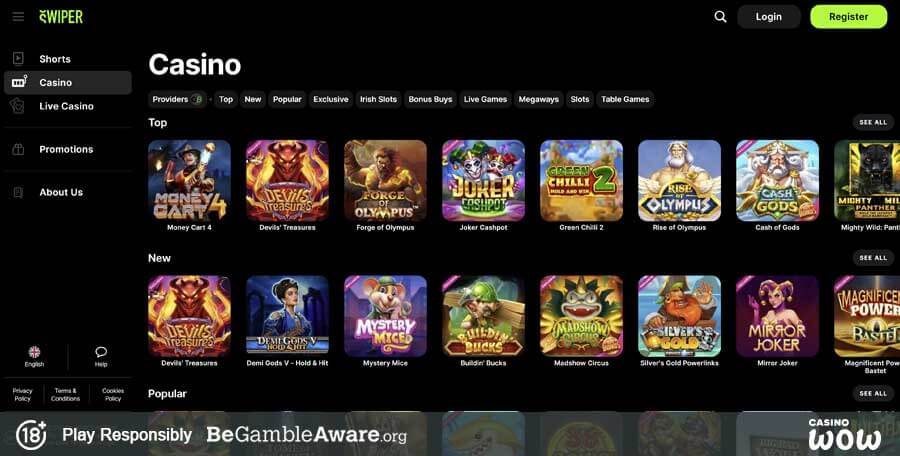 SWIPER
Login
Register
Shorts
Casino
Live Casino
Promotions
About Us
English
Help
Privacy Policy
Terms & Conditions
Cookies Policy
Casino
Providers
Top
New
Popular
Exclusive
Irish Slots
Bonus Buys
Live Games
Megaways
Slots
Table Games
Top
SEE ALL
MONEY CART 4
DEVILS' TREASURES
FORGE OF OLYMPUS
JOKER CASHPOT
GREEN CHILLI 2
HOLD AND WIN
RISE OF OLYMPUS
CASH OF GODS
MIGHTY WILD
PANTHER
Money Cart 4
Devils' Treasures
Forge of Olympus
Joker Cashpot
Green Chilli 2
Rise of Olympus
Cash of Gods
Mighty Wild: Pant
New
SEE ALL
DEVILS' TREASURES
DEMI GODS V
HOLD & HIT
MYSTERY MICE
BUILDIN' BUCKS
MADSHOW CIRCUS
SILVER'S GOLD
MIRROR JOKER
MAGNIFICENT POWER
BASTET
Devils' Treasures
Demi Gods V - Hold & Hit
Mystery Mice
Buildin' Bucks
Madshow Circus
Silver's Gold Powerlinks
Mirror Joker
Magnificent Pow
Bastet
Popular
SEE ALL
18+
Play Responsibly
BeGambleAware.org
CASINO
WOW